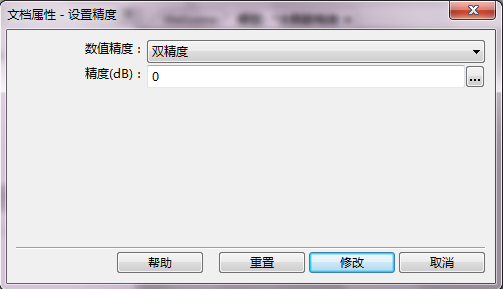 文档属性 - 设置精度
数值精度： 双精度
精度(dB)： 0 ...
帮助 重置 修改 取消